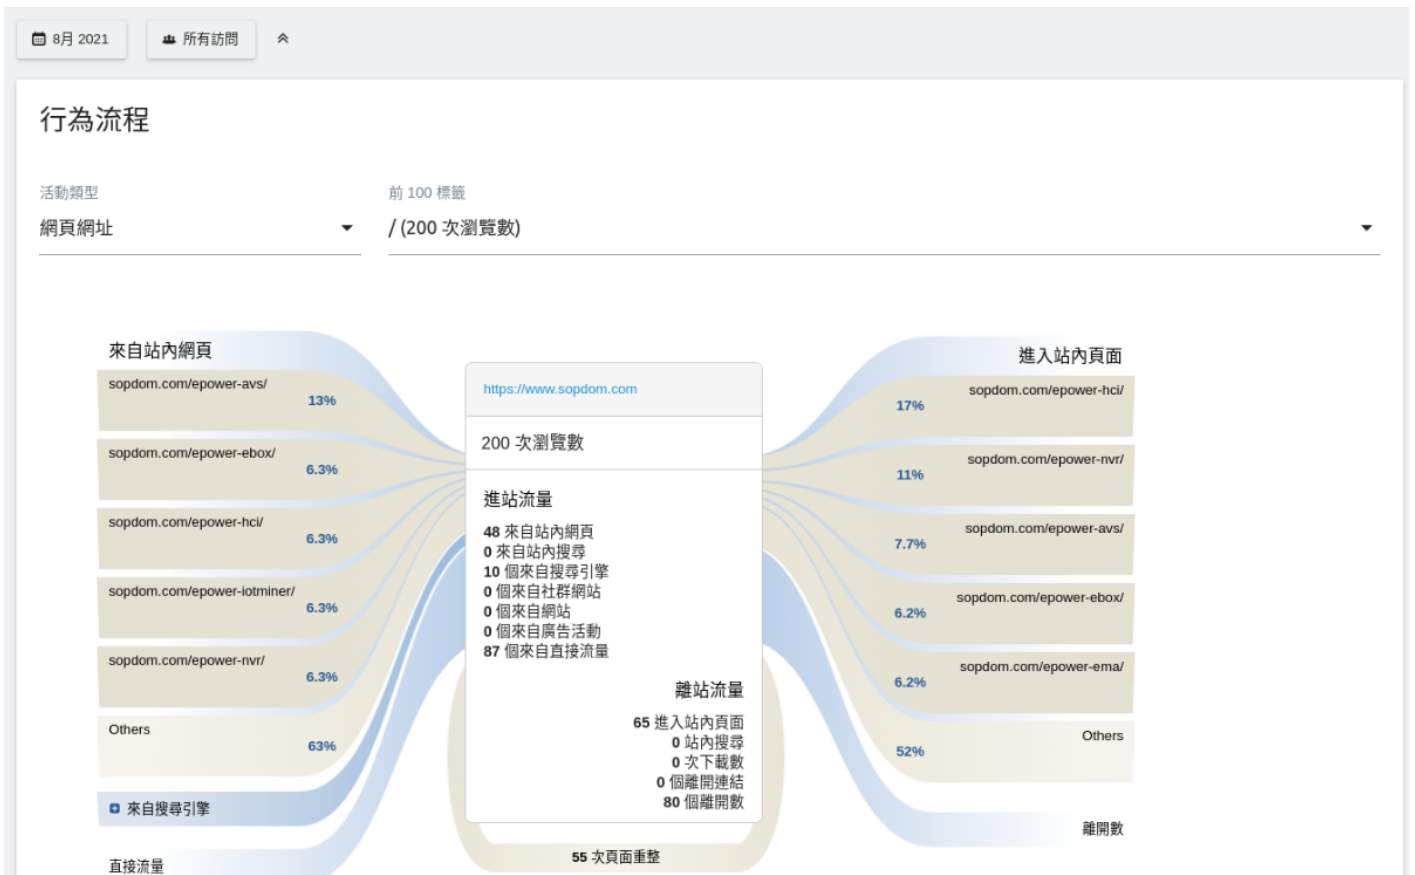 8月 2021
所有訪問
行為流程
活動類型
前 100 標籤
網頁網址
/ (200 次瀏覽數)
來自站內網頁
sopdom.com/epower-avs/
13%
sopdom.com/epower-ebox/
6.3%
sopdom.com/epower-hci/
6.3%
sopdom.com/epower-iotminer/
6.3%
sopdom.com/epower-nvr/
6.3%
Others
63%
來自搜尋引擎
直接流量
https://www.sopdom.com
200 次瀏覽數
進站流量
48 來自站內網頁
0 來自站內搜尋
10 個來自搜尋引擎
0 個來自社群網站
0 個來自網站
0 個來自廣告活動
87 個來自直接流量
離站流量
65 進入站內頁面
0 站內搜尋
0 次下載數
0 個離開連結
80 個離開數
55 次頁面重整
進入站內頁面
sopdom.com/epower-hci/
17%
sopdom.com/epower-nvr/
11%
sopdom.com/epower-avs/
7.7%
sopdom.com/epower-ebox/
6.2%
sopdom.com/epower-ema/
6.2%
Others
52%
離開數